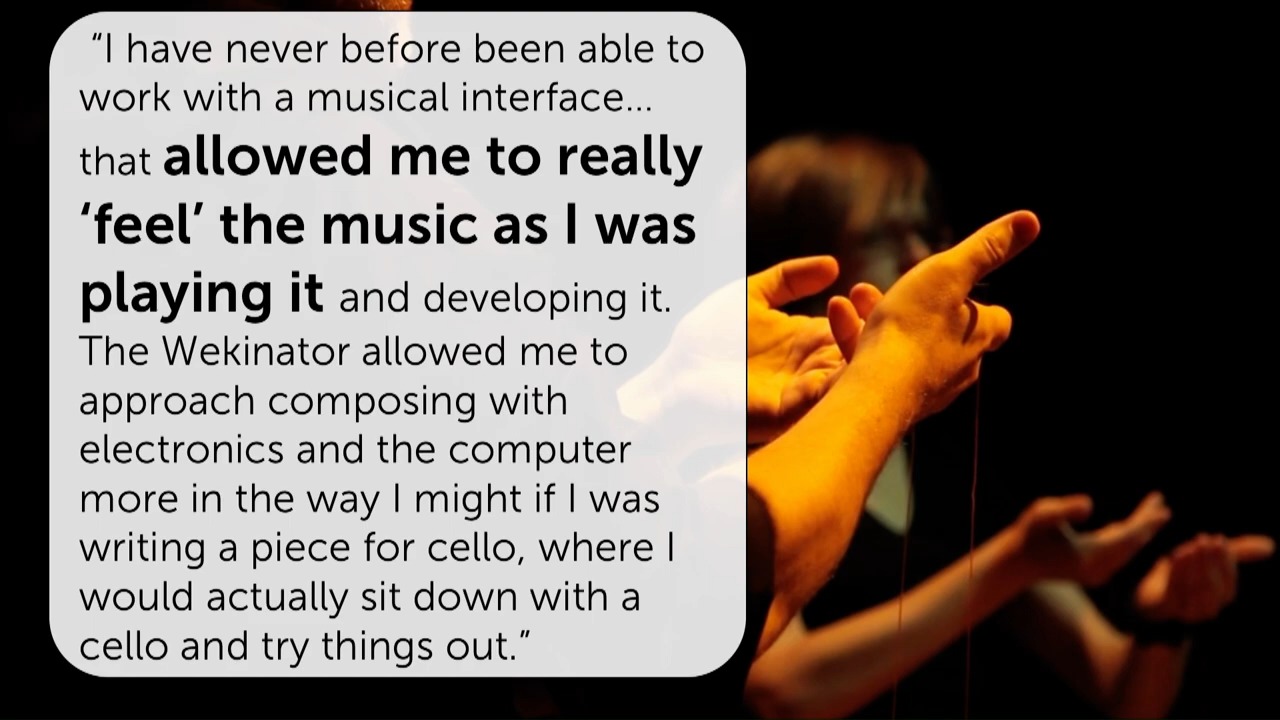 “I have never before been able to
work with a musical interface...
that allowed me to really
‘feel’ the music as I was
playing it and developing it.
The Wekinator allowed me to
approach composing with
electronics and the computer
more in the way I might if I was
writing a piece for cello, where I
would actually sit down with a
cello and try things out.”